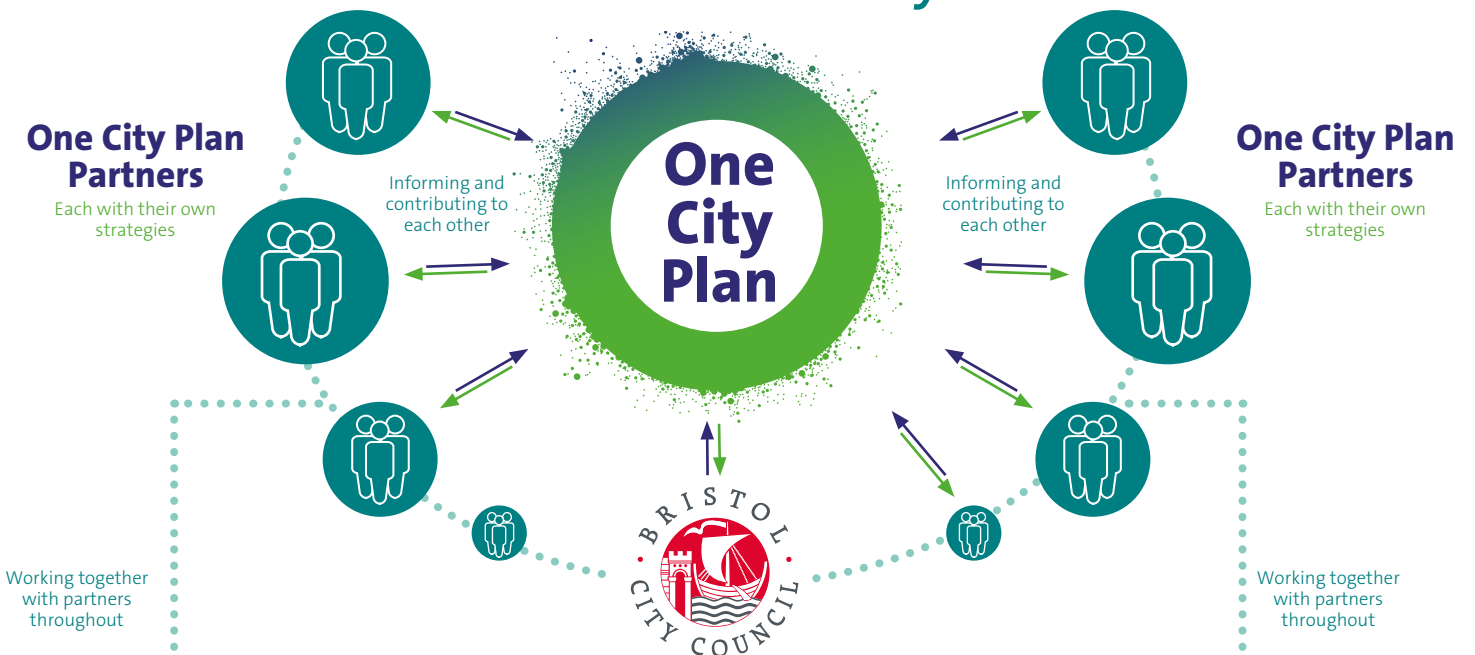 One City Plan
Partners
Each with their own
strategies
Informing and
contributing to
each other
One
City
Plan
Informing and
contributing to
each other
One City Plan
Partners
Each with their own
strategies
Working together
with partners
throughout
BRISTOL
CITY COUNCIL
Working together
with partners
throughout